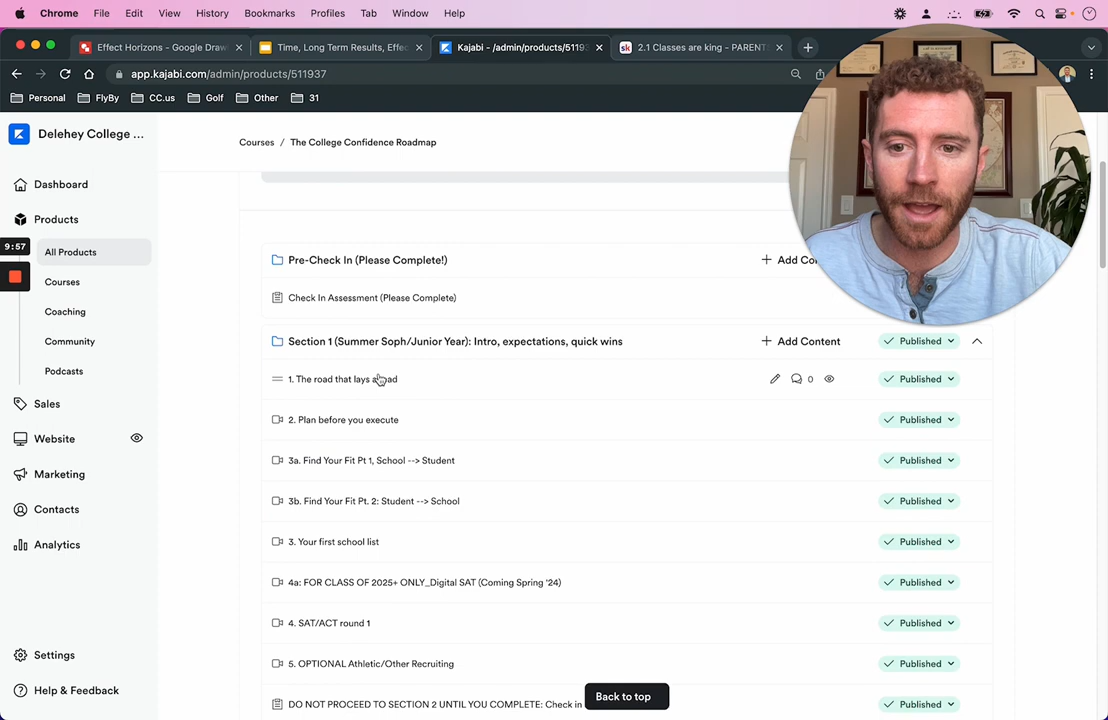 Chrome File Edit View History Bookmarks Profiles Tab Window Help
Effect Horizons - Google Draw
Time, Long Term Results, Effec
Kajabi - /admin/products/51193
2.1 Classes are king - PARENT
app.kajabi.com/admin/products/511937
Personal FlyBy CC.us Golf Other 31
Delehey College ...
Courses / The College Confidence Roadmap
Dashboard
Products
9:57
All Products
Courses
Coaching
Community
Podcasts
Sales
Website
Marketing
Contacts
Analytics
Settings
Help & Feedback
Pre-Check In (Please Complete!) + Add Con
Check In Assessment (Please Complete)
Section 1 (Summer Soph/Junior Year): Intro, expectations, quick wins + Add Content Published
1. The road that lays ahead 0 Published
2. Plan before you execute Published
3a. Find Your Fit Pt 1, School --> Student Published
3b. Find Your Fit Pt. 2: Student --> School Published
3. Your first school list Published
4a: FOR CLASS OF 2025+ ONLY_Digital SAT (Coming Spring '24) Published
4. SAT/ACT round 1 Published
5. OPTIONAL Athletic/Other Recruiting Published
DO NOT PROCEED TO SECTION 2 UNTIL YOU COMPLETE: Check in Published
Back to top